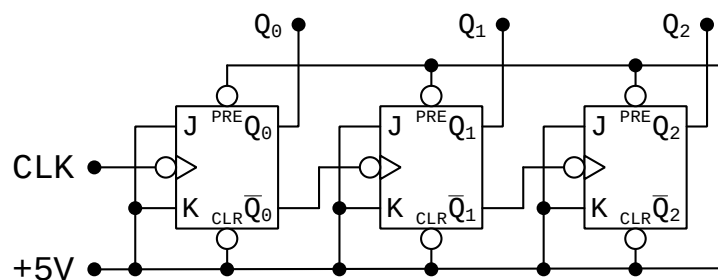 Q₀ Q₁ Q₂
PRE PRE PRE
J Q₀ J Q₁ J Q₂
CLK
K Q̅₀ K Q̅₁ K Q̅₂
CLR CLR CLR
+5V